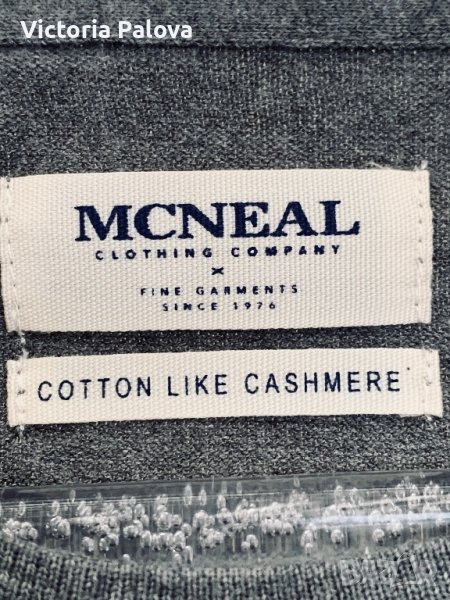 Victoria Palova
MCNEAL
CLOTHING COMPANY
FINE GARMENTS
SINCE 1976
COTTON LIKE CASHMERE